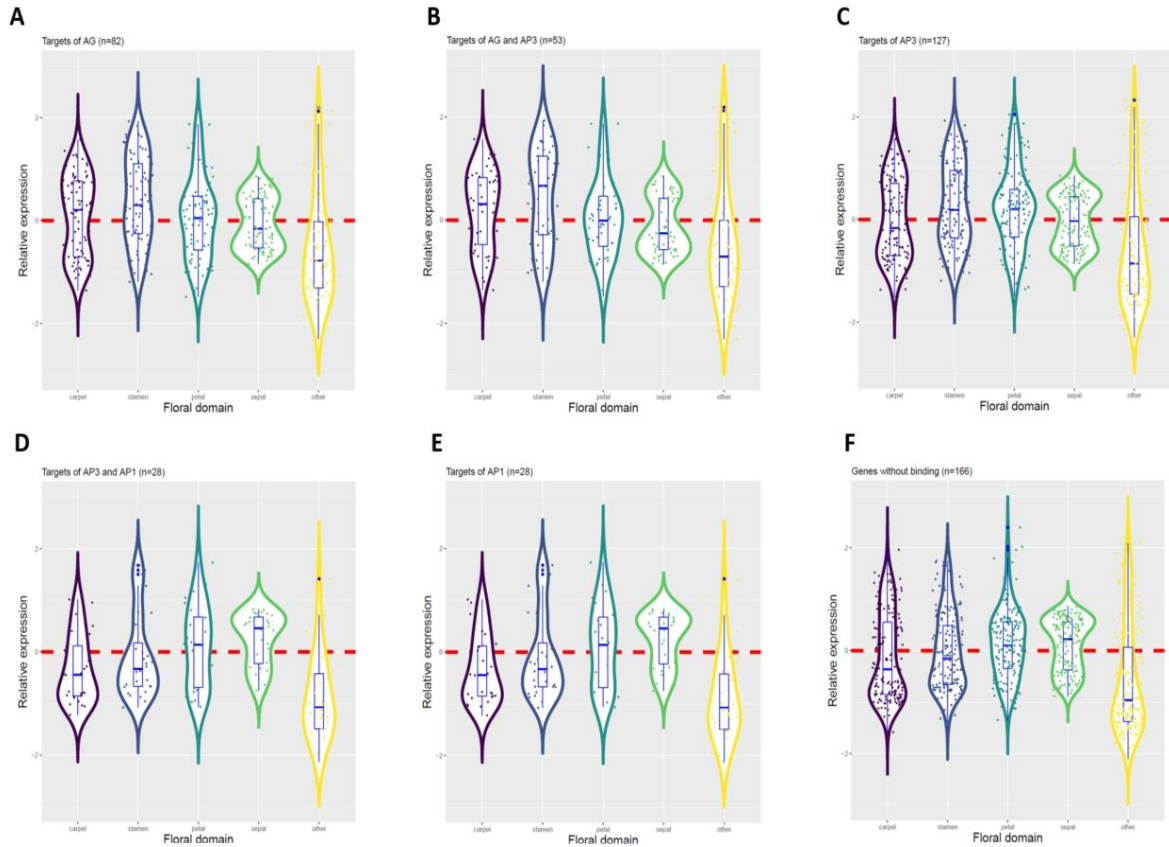 A
Targets of AG (n=82)
Relative expression
2
0
-2
carpel stamen petal sepal other
Floral domain
B
Targets of AG and AP3 (n=53)
Relative expression
2
0
-2
carpel stamen petal sepal other
Floral domain
C
Targets of AP3 (n=127)
Relative expression
2
0
-2
carpel stamen petal sepal other
Floral domain
D
Targets of AP3 and AP1 (n=28)
Relative expression
2
0
-2
carpel stamen petal sepal other
Floral domain
E
Targets of AP1 (n=28)
Relative expression
2
0
-2
carpel stamen petal sepal other
Floral domain
F
Genes without binding (n=166)
Relative expression
2
0
-2
carpel stamen petal sepal other
Floral domain